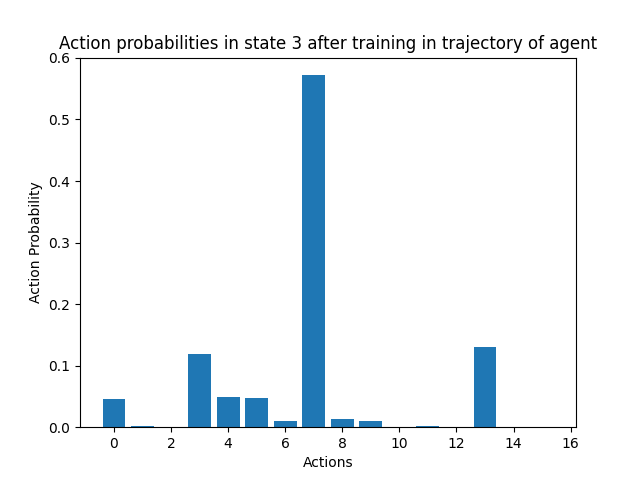 Action probabilities in state 3 after training in trajectory of agent
0.6
0.5
0.4
0.3
0.2
0.1
0.0
Action Probability
0 2 4 6 8 10 12 14 16
Actions